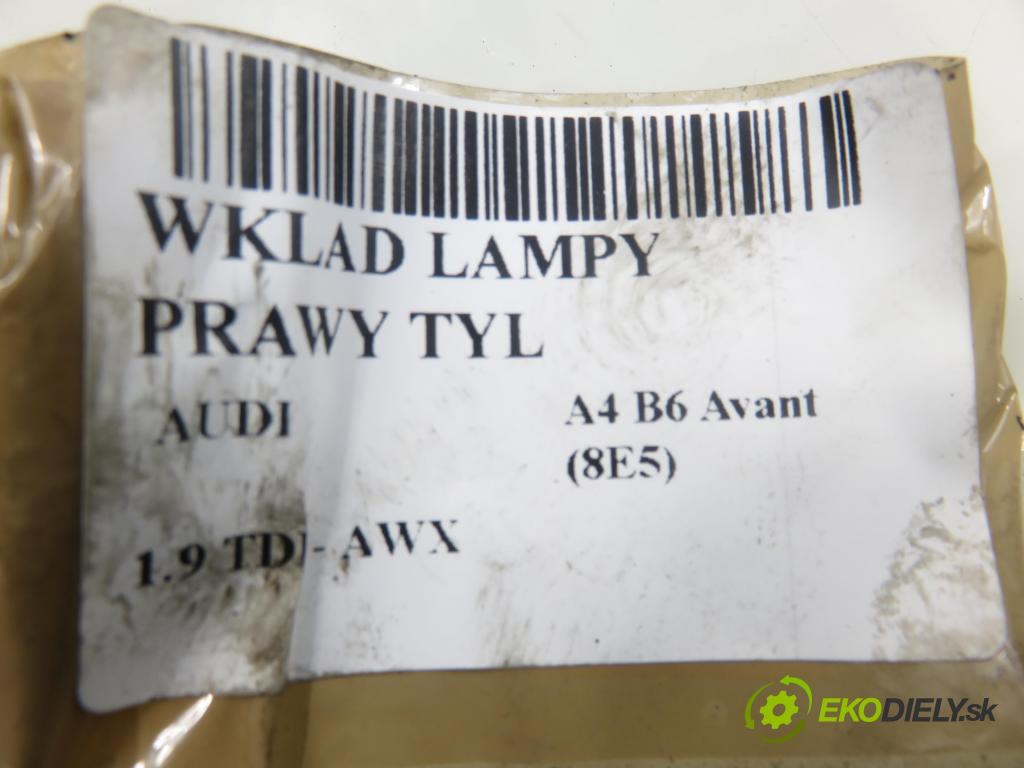 WKLAD LAMPY
PRAWY TYL
AUDI A4 B6 Avant
(8E5)
1.9 TDI- AWX
EKODIELY.sk